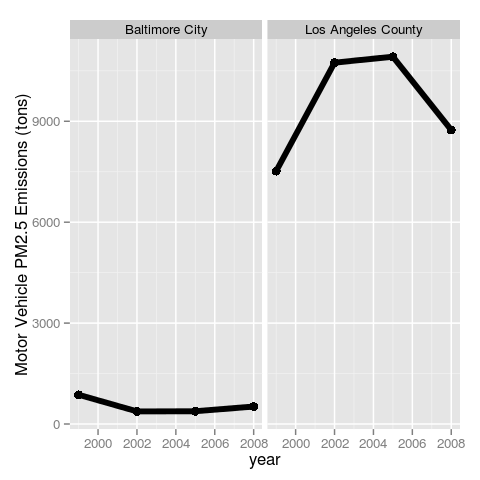 Baltimore City
Los Angeles County
Motor Vehicle PM2.5 Emissions (tons)
9000
6000
3000
0
2000 2002 2004 2006 2008
2000 2002 2004 2006 2008
year